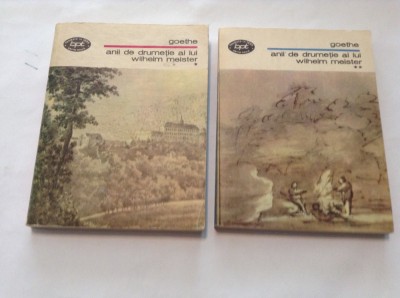 bpt
goethe
anii de drumeție ai lui
wilhelm meister
*
bpt
goethe
anii de drumeție ai lui
wilhelm meister
**